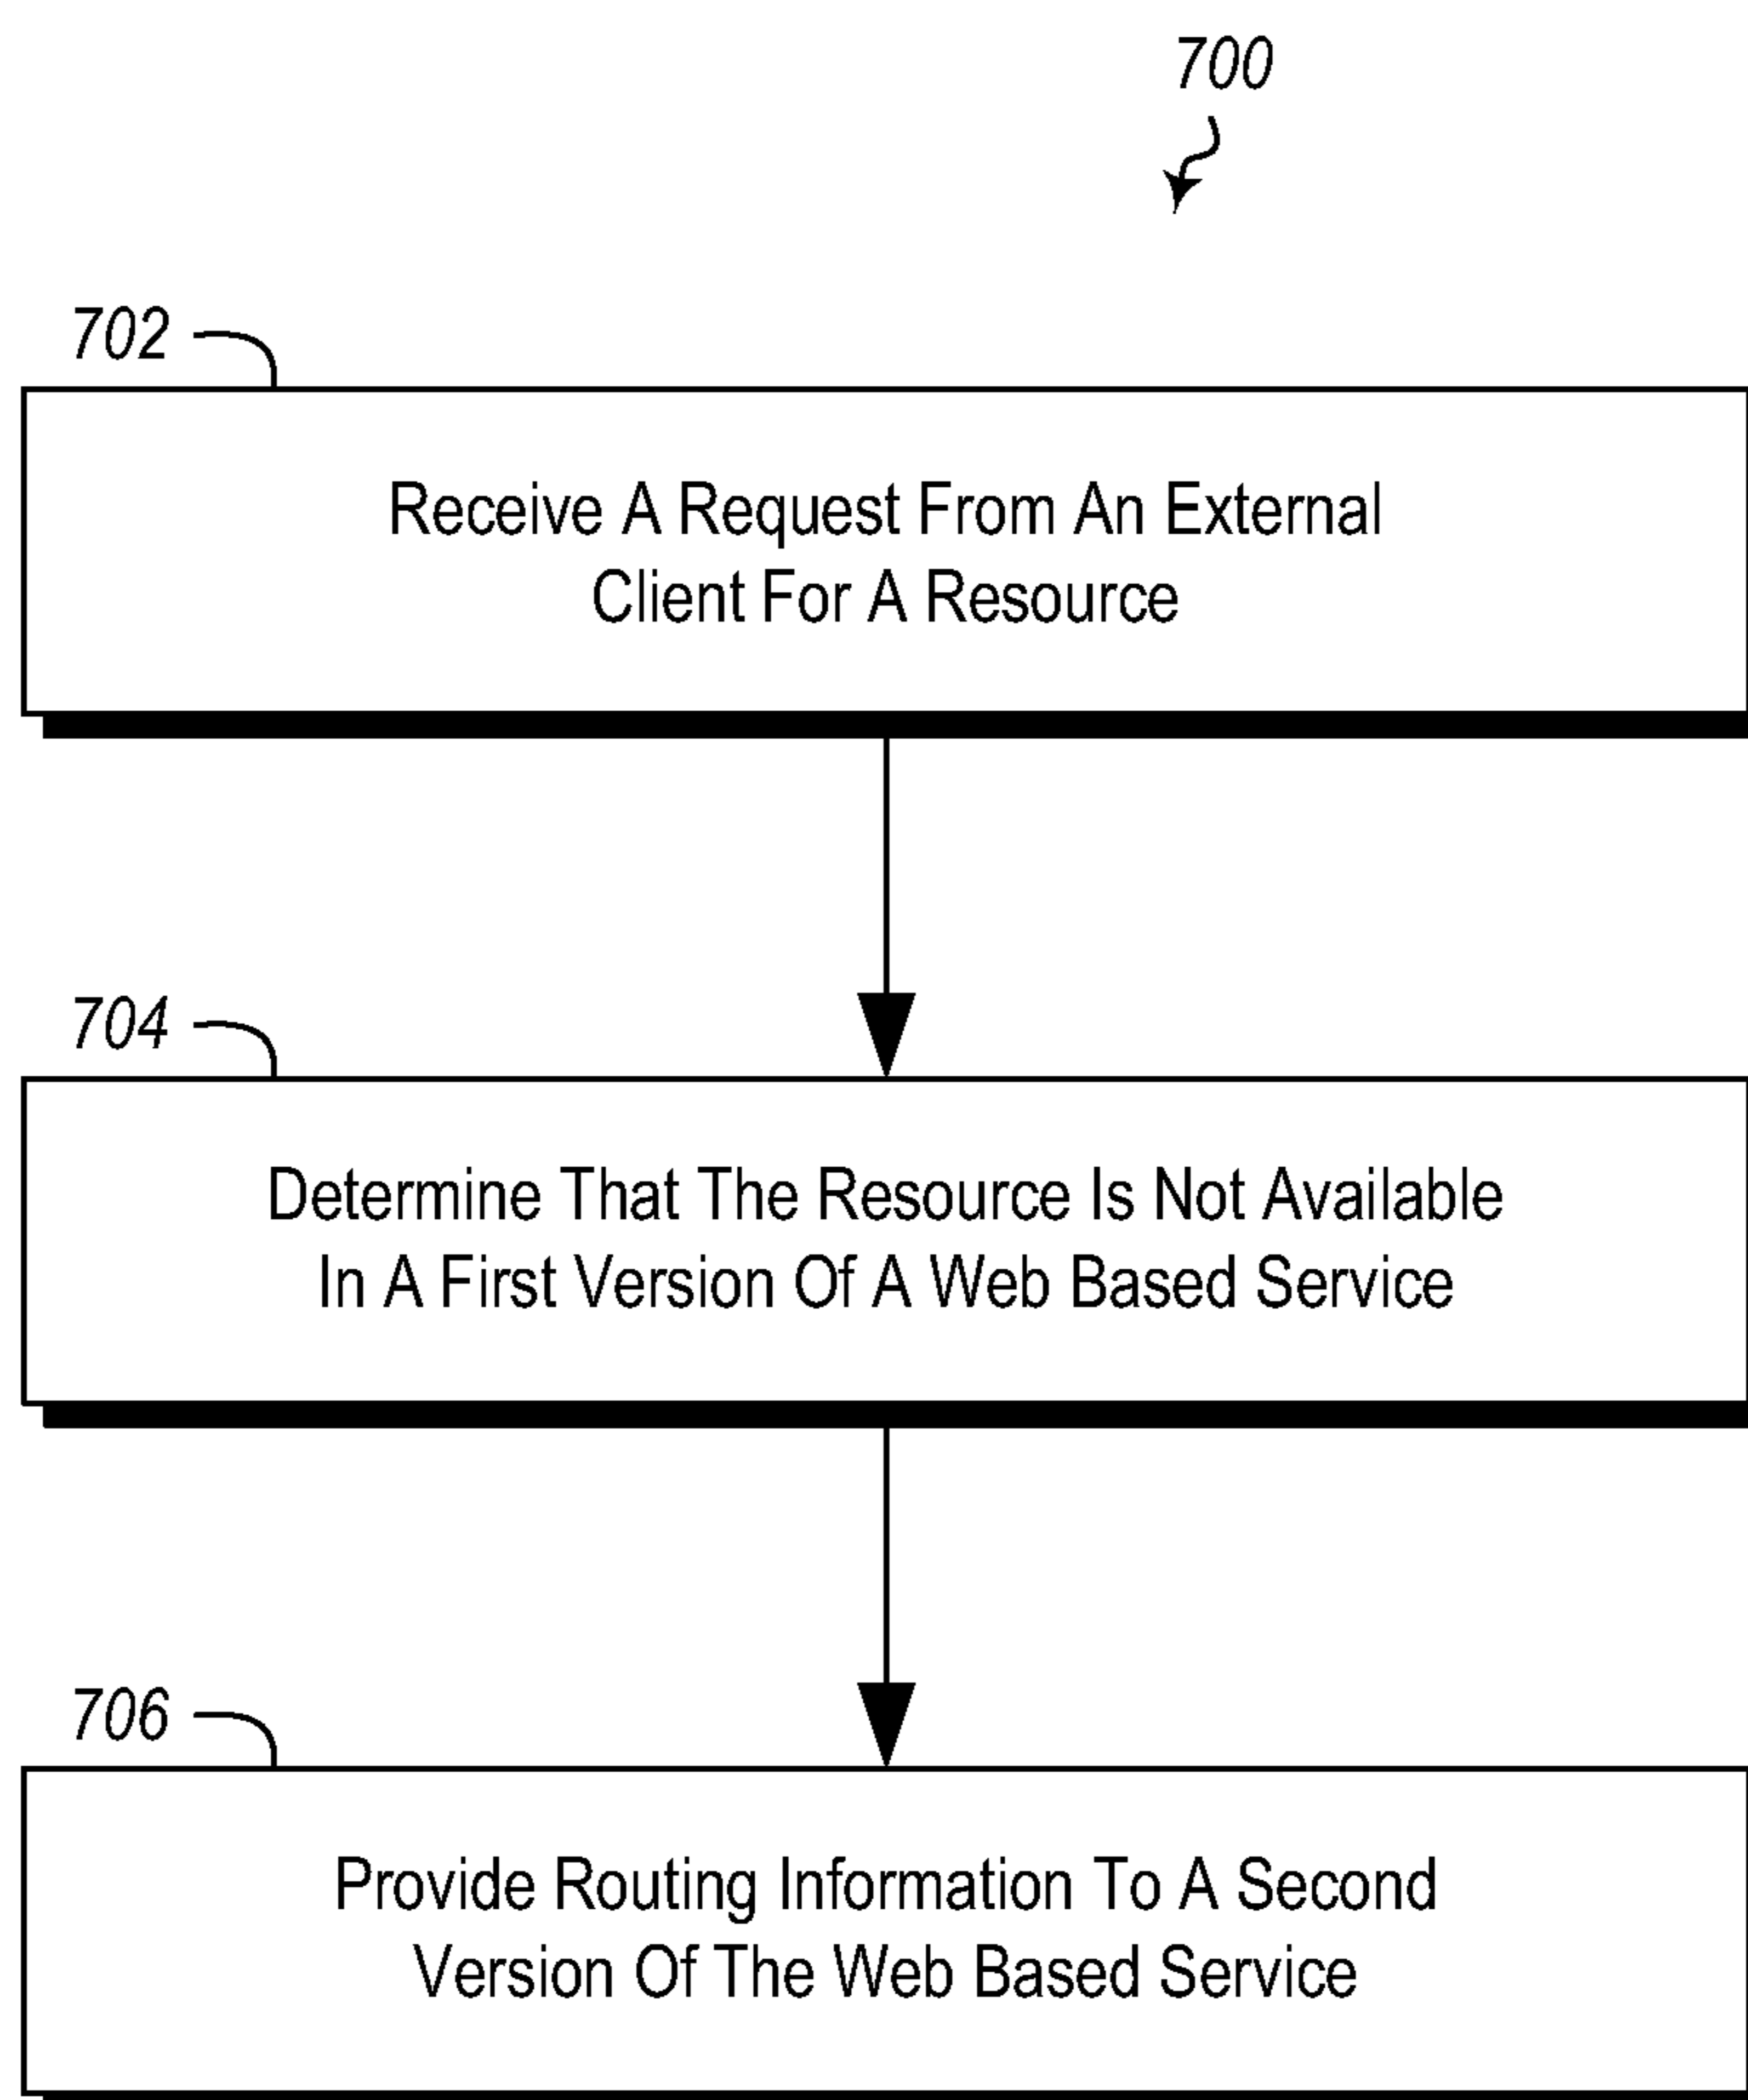 700
702
Receive A Request From An External
Client For A Resource
704
Determine That The Resource Is Not Available
In A First Version Of A Web Based Service
706
Provide Routing Information To A Second
Version Of The Web Based Service